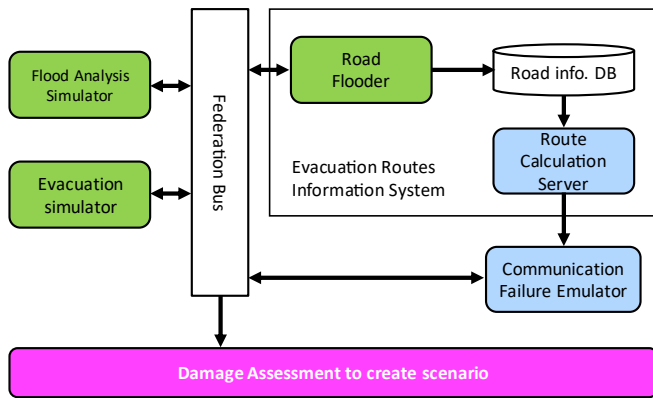 Flood Analysis
Simulator
Evacuation
simulator
Federation Bus
Road
Flooder
Road info. DB
Route
Calculation
Server
Evacuation Routes
Information System
Communication
Failure Emulator
Damage Assessment to create scenario